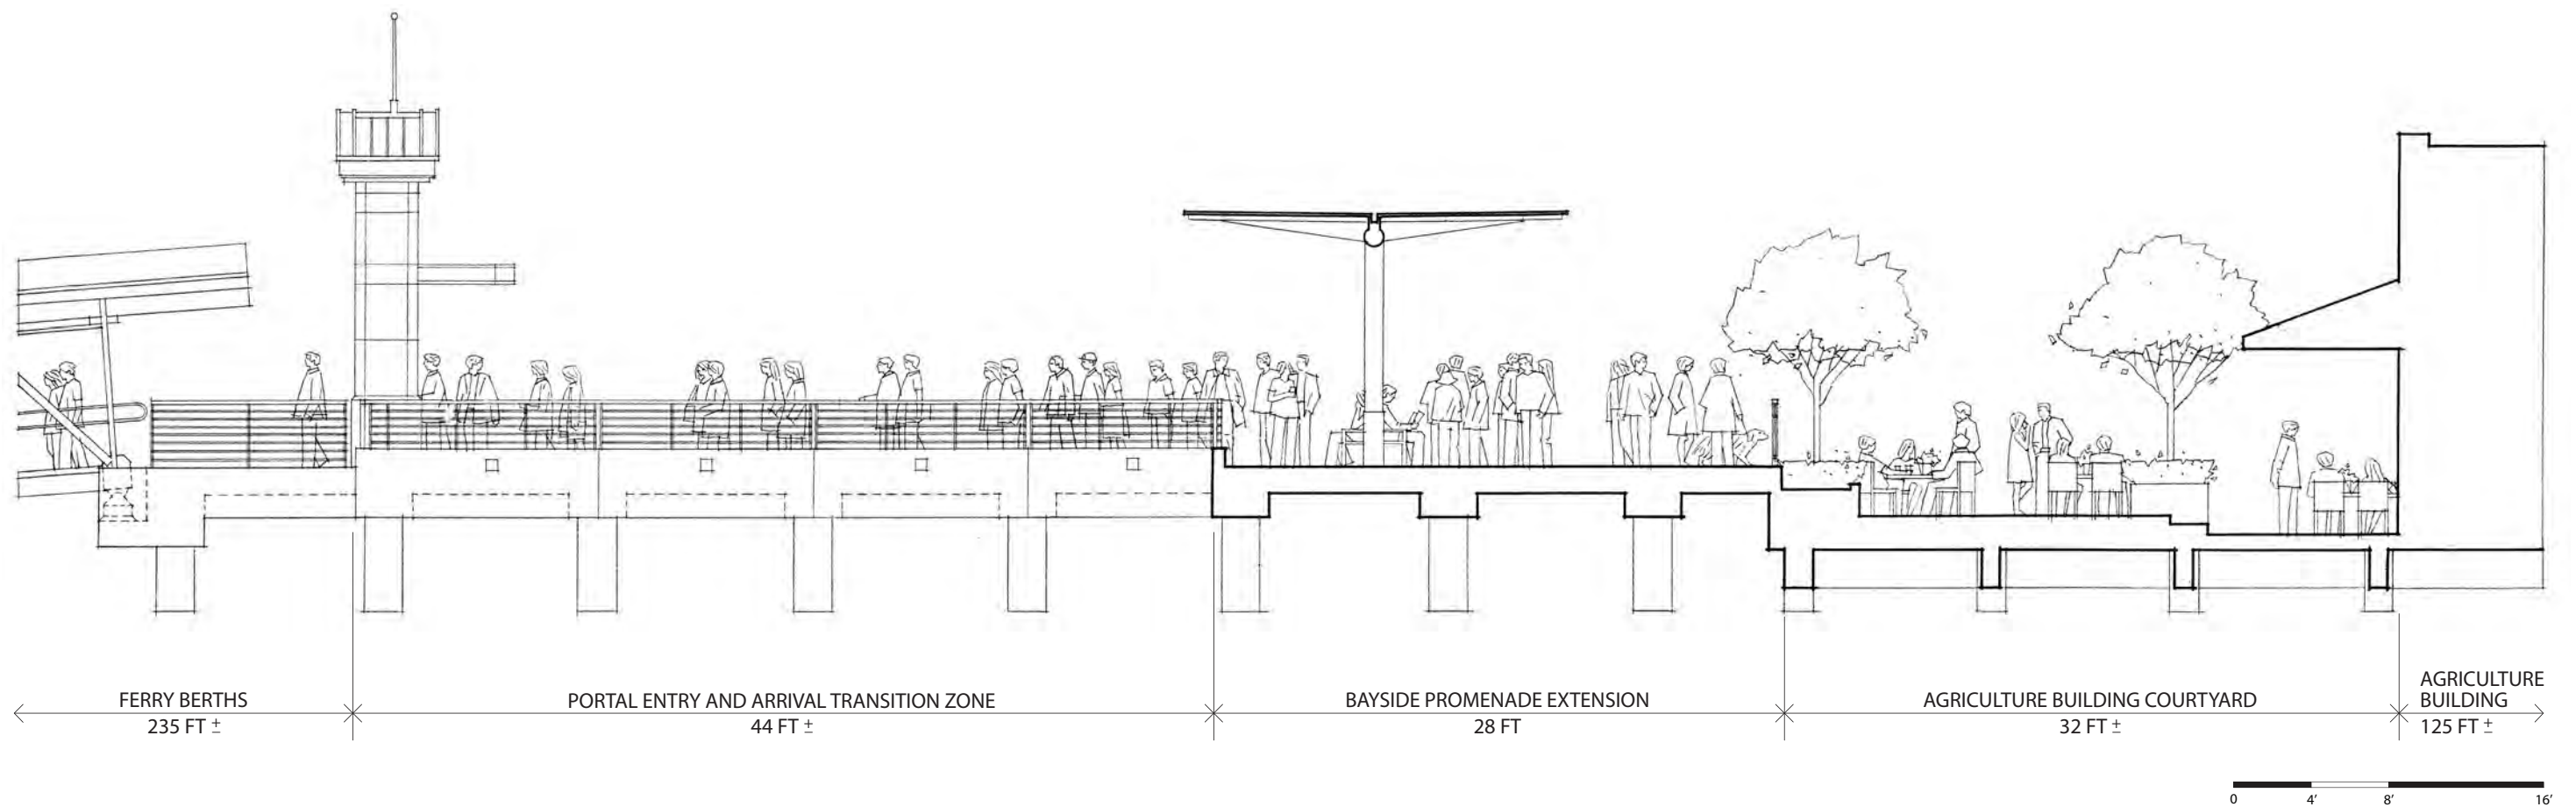 FERRY BERTHS
235 FT ±
PORTAL ENTRY AND ARRIVAL TRANSITION ZONE
44 FT ±
BAYSIDE PROMENADE EXTENSION
28 FT
AGRICULTURE BUILDING COURTYARD
32 FT ±
AGRICULTURE
BUILDING
125 FT ±
0 4' 8' 16'